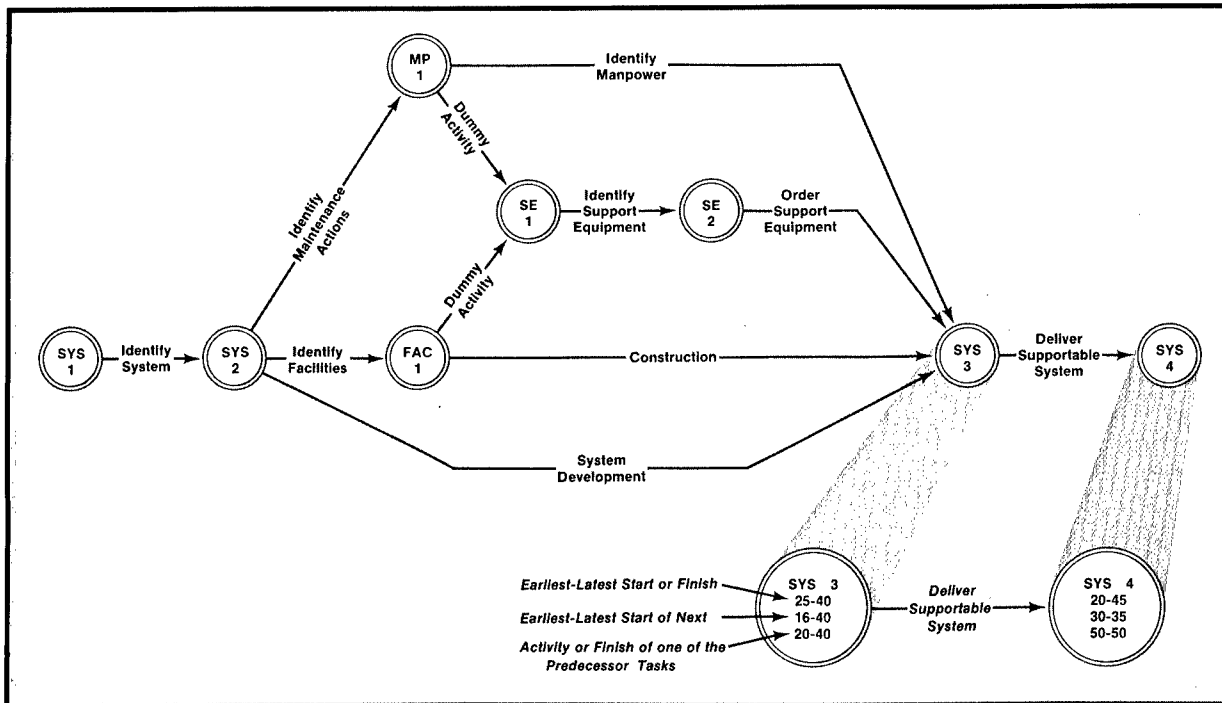 MP
1
Identify
Manpower
Dummy
Activity
Identify
Maintenance
Actions
SE
1
Identify
Support
Equipment
SE
2
Order
Support
Equipment
Dummy
Activity
SYS
1
Identify
System
SYS
2
Identify
Facilities
FAC
1
Construction
SYS
3
Deliver
Supportable
System
SYS
4
System
Development
Earliest-Latest Start or Finish
Earliest-Latest Start of Next
Activity or Finish of one of the
Predecessor Tasks
SYS 3
25-40
16-40
20-40
Deliver
Supportable
System
SYS 4
20-45
30-35
50-50